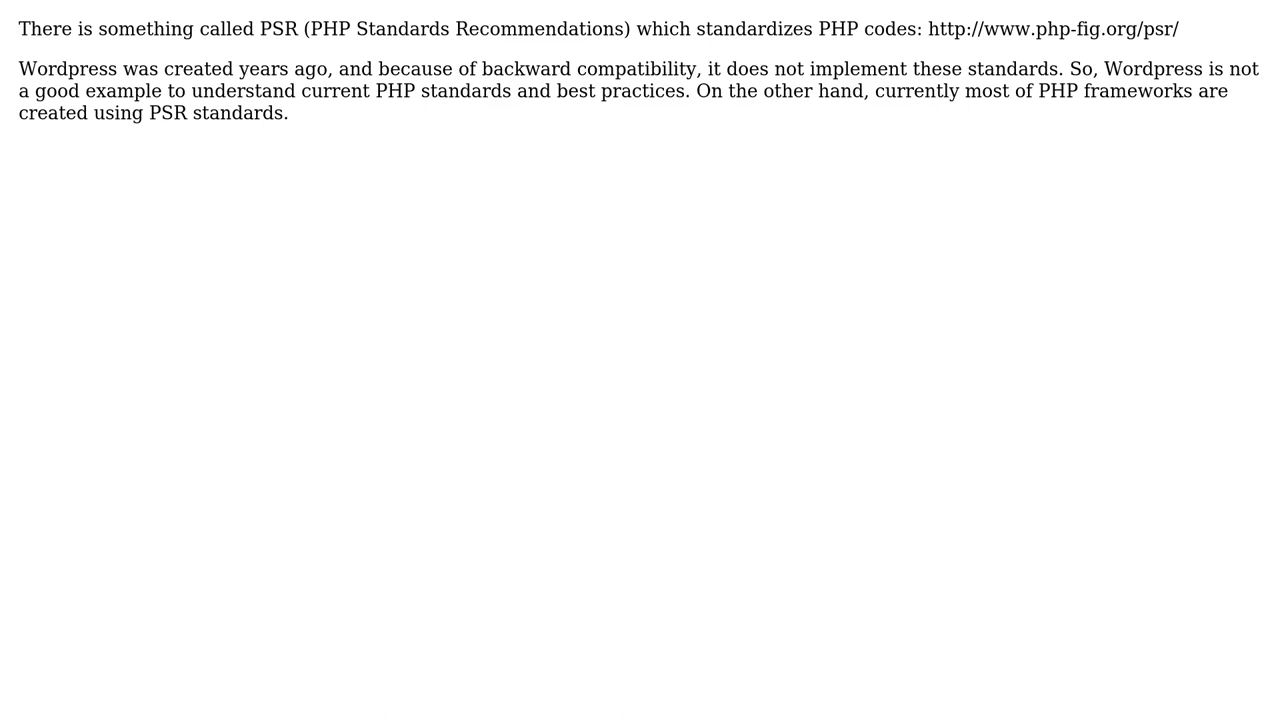 There is something called PSR (PHP Standards Recommendations) which standardizes PHP codes: http://www.php-fig.org/psr/
Wordpress was created years ago, and because of backward compatibility, it does not implement these standards. So, Wordpress is not
a good example to understand current PHP standards and best practices. On the other hand, currently most of PHP frameworks are
created using PSR standards.